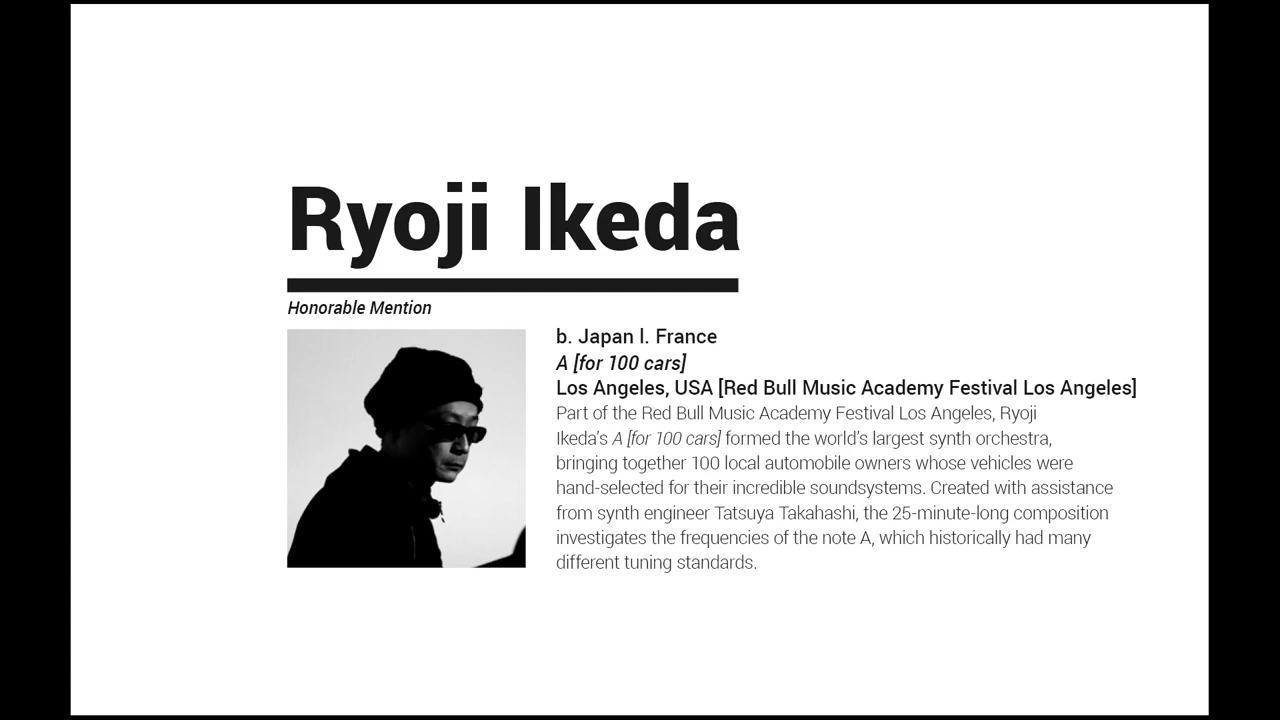 Ryoji Ikeda
Honorable Mention
b. Japan l. France
A [for 100 cars]
Los Angeles, USA [Red Bull Music Academy Festival Los Angeles]
Part of the Red Bull Music Academy Festival Los Angeles, Ryoji
Ikeda’s A [for 100 cars] formed the world’s largest synth orchestra,
bringing together 100 local automobile owners whose vehicles were
hand-selected for their incredible soundsystems. Created with assistance
from synth engineer Tatsuya Takahashi, the 25-minute-long composition
investigates the frequencies of the note A, which historically had many
different tuning standards.